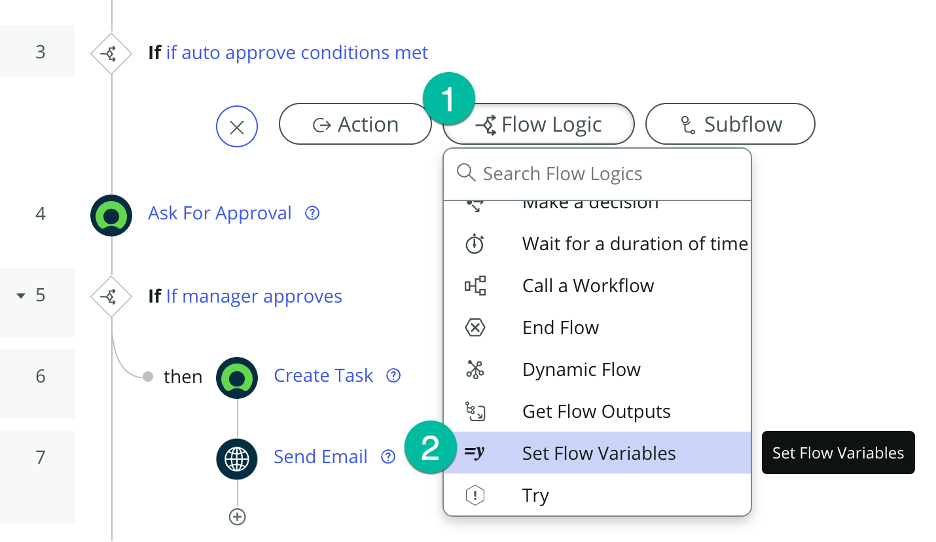 3
If if auto approve conditions met
1
Action
Flow Logic
Subflow
Search Flow Logics
Make a decision
4
Ask For Approval
Wait for a duration of time
Call a Workflow
5
If If manager approves
End Flow
6
then
Create Task
Dynamic Flow
Get Flow Outputs
7
Send Email
2
=y
Set Flow Variables
Set Flow Variables
Try